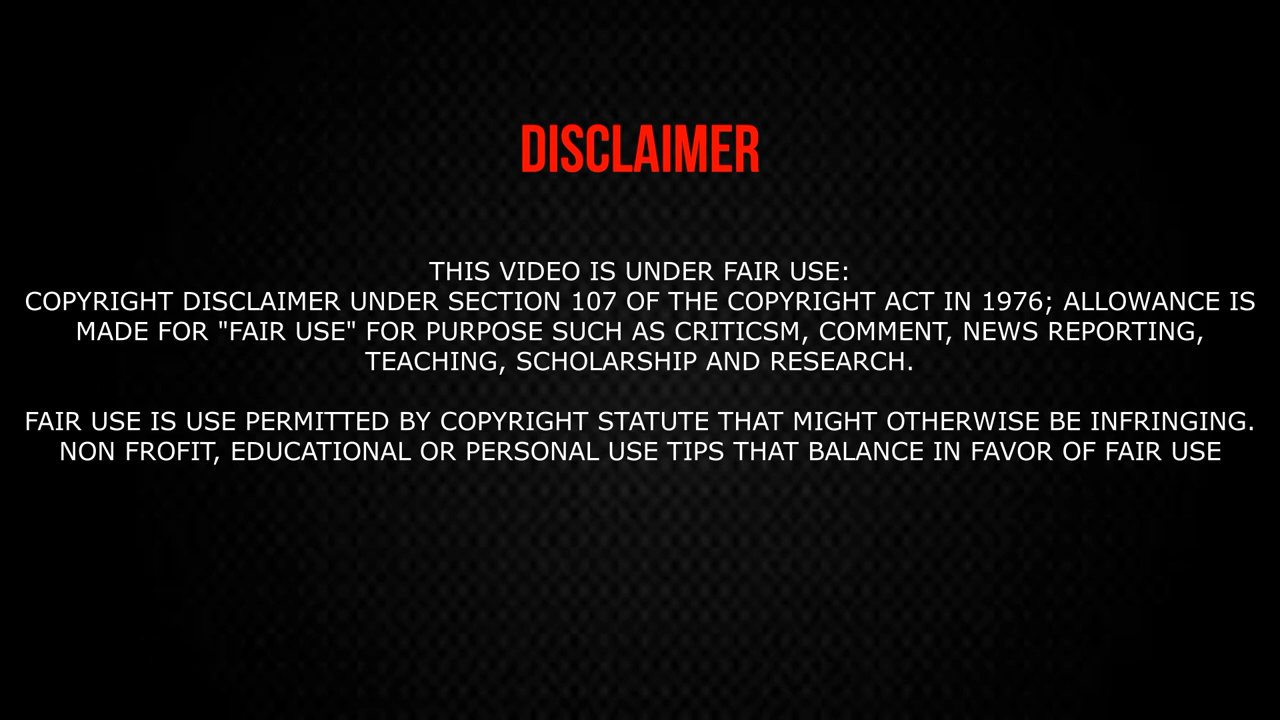 DISCLAIMER
THIS VIDEO IS UNDER FAIR USE:
COPYRIGHT DISCLAIMER UNDER SECTION 107 OF THE COPYRIGHT ACT IN 1976; ALLOWANCE IS
MADE FOR "FAIR USE" FOR PURPOSE SUCH AS CRITICSM, COMMENT, NEWS REPORTING,
TEACHING, SCHOLARSHIP AND RESEARCH.
FAIR USE IS USE PERMITTED BY COPYRIGHT STATUTE THAT MIGHT OTHERWISE BE INFRINGING.
NON FROFIT, EDUCATIONAL OR PERSONAL USE TIPS THAT BALANCE IN FAVOR OF FAIR USE